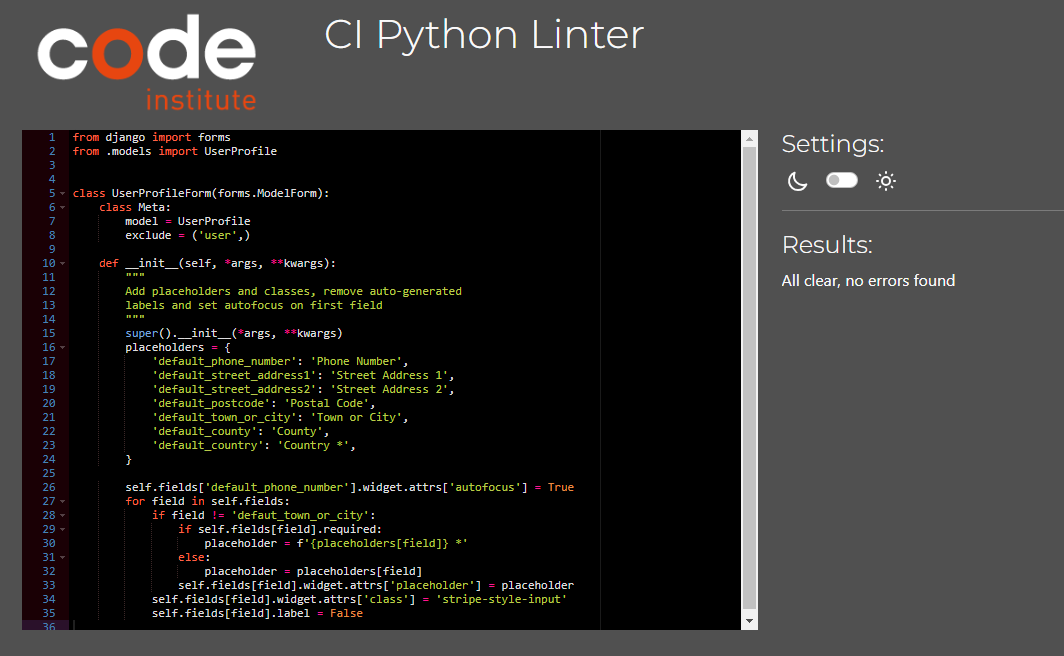 code
institute
CI Python Linter
1 from django import forms
2 from .models import UserProfile
3
4
5 class UserProfileForm(forms.ModelForm):
6     class Meta:
7         model = UserProfile
8         exclude = ('user',)
9
10     def __init__(self, *args, **kwargs):
11         """
12         Add placeholders and classes, remove auto-generated
13         labels and set autofocus on first field
14         """
15         super().__init__(*args, **kwargs)
16         placeholders = {
17             'default_phone_number': 'Phone Number',
18             'default_street_address1': 'Street Address 1',
19             'default_street_address2': 'Street Address 2',
20             'default_postcode': 'Postal Code',
21             'default_town_or_city': 'Town or City',
22             'default_county': 'County',
23             'default_country': 'Country *',
24         }
25
26         self.fields['default_phone_number'].widget.attrs['autofocus'] = True
27         for field in self.fields:
28             if field != 'defaut_town_or_city':
29                 if self.fields[field].required:
30                     placeholder = f'{placeholders[field]} *'
31                 else:
32                     placeholder = placeholders[field]
33                 self.fields[field].widget.attrs['placeholder'] = placeholder
34             self.fields[field].widget.attrs['class'] = 'stripe-style-input'
35             self.fields[field].label = False
36
Settings:
Results:
All clear, no errors found